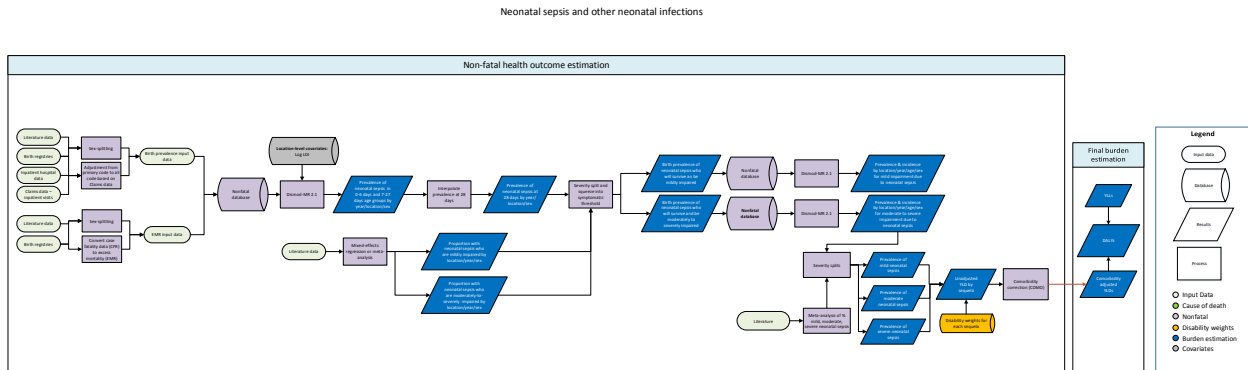 Neonatal sepsis and other neonatal infections
Non-fatal health outcome estimation
Literature data
Birth registries
Inpatient hospital data
Claims data –
inpatient visits
Sex-splitting
Adjustment from
primary code to all
code based on
Claims data
Birth prevalence input
data
Literature data
Birth registries
Sex-splitting
Convert case
fatality data (CFR)
to excess
mortality (EMR)
EMR input data
Nonfatal
database
Location-level covariates:
Log LDI
Dismod-MR 2.1
Prevalence of
neonatal sepsis in
0-6 days and 7-27
days age groups by
year/location/sex
Interpolate
prevalence at 28
days
Prevalence of
neonatal sepsis at
28 days by year/
location/sex
Severity split and
squeeze into
symptomatic
threshold
Literature data
Mixed-effects
regression or meta-
analysis
Proportion with
neonatal sepsis who
are mildly impaired by
location/year/sex
Proportion with
neonatal sepsis who
are moderately-to-
severely impaired by
location/year/sex
Birth prevalence of
neonatal sepsis who
will survive an be
mildly impaired
Nonfatal
database
Dismod-MR 2.1
Prevalence & incidence
by location/year/age/sex
for mild impairment due
to neonatal sepsis
Birth prevalence of
neonatal sepsis who
will survive and be
moderately to
severely impaired
Nonfatal
database
Dismod-MR 2.1
Prevalence & incidence
by location/year/age/sex
for moderate to severe
impairment due to
neonatal sepsis
Severity splits
Literature
Meta-analysis of %
mild, moderate,
severe neonatal sepsis
Prevalence of
mild neonatal
sepsis
Prevalence of
moderate
neonatal sepsis
Prevalence of
severe neonatal
sepsis
Unadjusted
YLD by
sequela
Disability weights for
each sequela
Comorbidity
correction (COMO)
Final burden
estimation
YLLs
DALYs
Comorbidity
adjusted
YLDs
Legend
Input data
Database
Results
Process
Input Data
Cause of death
Nonfatal
Disability weights
Burden estimation
Covariates